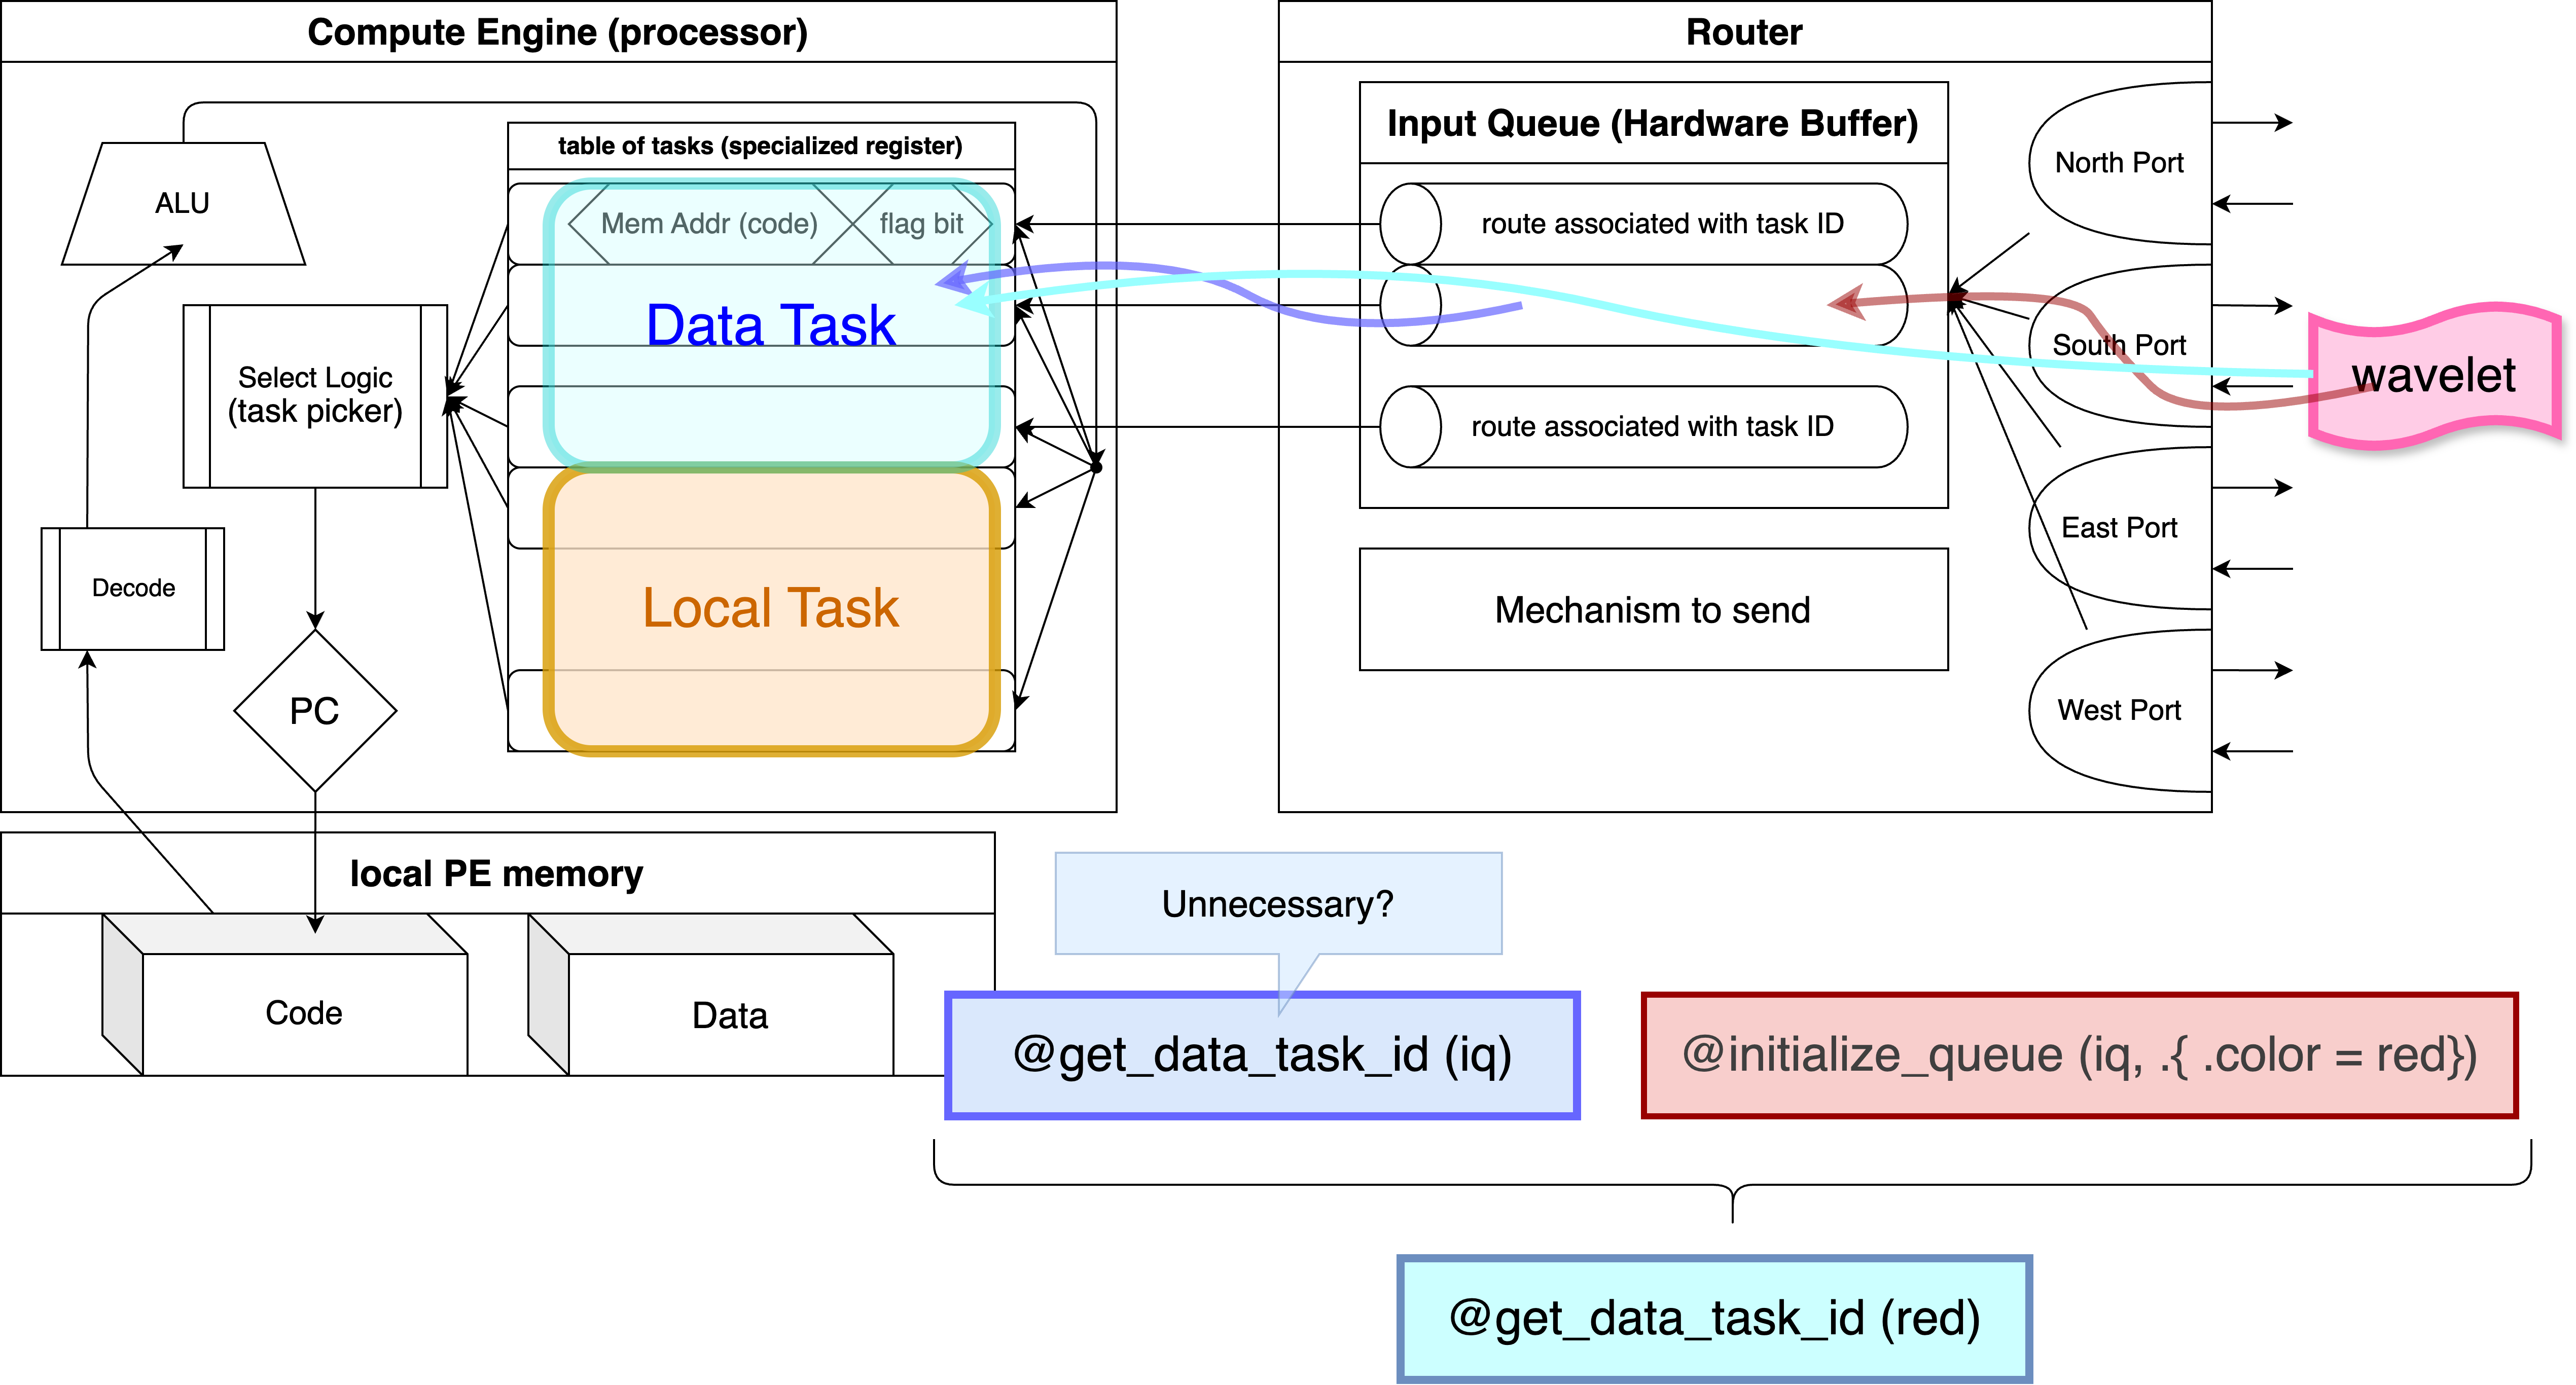 Compute Engine (processor)
Router
table of tasks (specialized register)
Input Queue (Hardware Buffer)
ALU
Mem Addr (code)
flag bit
route associated with task ID
North Port
Data Task
Select Logic
(task picker)
South Port
wavelet
route associated with task ID
East Port
Decode
Local Task
Mechanism to send
PC
West Port
local PE memory
Code
Data
Unnecessary?
@get_data_task_id (iq)
@initialize_queue (iq, .{ .color = red})
@get_data_task_id (red)